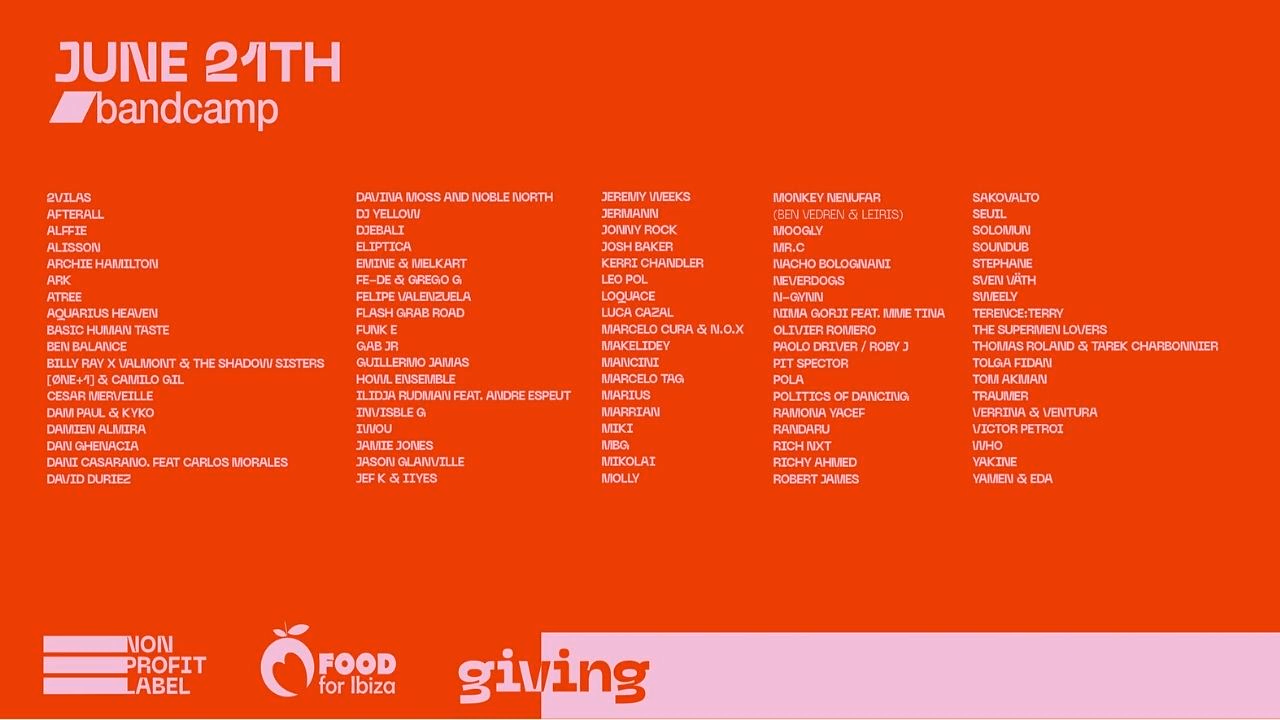 JUNE 21TH
bandcamp
2VILAS
AFTERALL
ALFFIE
ALISSON
ARCHIE HAMILTON
ARK
ATREE
AQUARIUS HEAVEN
BASIC HUMAN TASTE
BEN BALANCE
BILLY RAY X VALMONT & THE SHADOW SISTERS
[ØNE+1] & CAMILO GIL
CESAR MERVEILLE
DAM PAUL & KYKO
DAMIEN ALMIRA
DAN GHENACIA
DANI CASARANO. FEAT CARLOS MORALES
DAVID DURIEZ
DAVINA MOSS AND NOBLE NORTH
DJ YELLOW
DJEBALI
ELIPTICA
EMINE & MELKART
FE-DE & GREGO G
FELIPE VALENZUELA
FLASH GRAB ROAD
FUNK E
GAB JR
GUILLERMO JAMAS
HOWL ENSEMBLE
ILIDJA RUDMAN FEAT. ANDRE ESPEUT
INVISBLE G
IWOU
JAMIE JONES
JASON GLANVILLE
JEF K & IIYES
JEREMY WEEKS
JERMANN
JONNY ROCK
JOSH BAKER
KERRI CHANDLER
LEO POL
LOQUACE
LUCA CAZAL
MARCELO CURA & N.O.X
MAKELIDEY
MANCINI
MARCELO TAG
MARIUS
MARRIAN
MIKI
MBG
MIKOLAI
MOLLY
MONKEY NENUFAR
(BEN VEDREN & LEIRIS)
MOOGLY
MR.C
NACHO BOLOGNANI
NEVERDOGS
N-GYNN
NIMA GORJI FEAT. MME TINA
OLIVIER ROMERO
PAOLO DRIVER / ROBY J
PIT SPECTOR
POLA
POLITICS OF DANCING
RAMONA YACEF
RANDARU
RICH NXT
RICHY AHMED
ROBERT JAMES
SAKOVALTO
SEUIL
SOLOMUN
SOUNDUB
STEPHANE
SVEN VÄTH
SWEELY
TERENCE:TERRY
THE SUPERMEN LOVERS
THOMAS ROLAND & TAREK CHARBONNIER
TOLGA FIDAN
TOM AKMAN
TRAUMER
VERRINA & VENTURA
VICTOR PETROI
WHO
YAKINE
YAMEN & EDA
NON
PROFIT
LABEL
FOOD
for Ibiza
giving